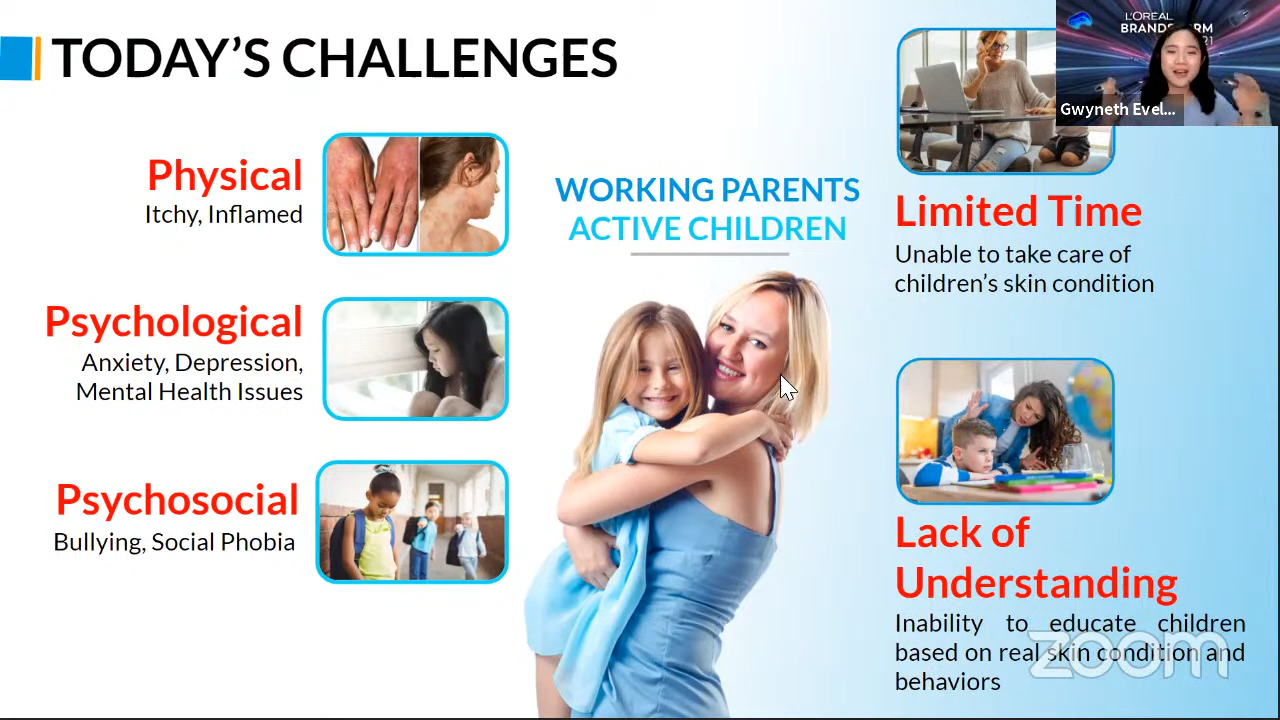 TODAY'S CHALLENGES
Physical
Itchy, Inflamed
Psychological
Anxiety, Depression,
Mental Health Issues
Psychosocial
Bullying, Social Phobia
WORKING PARENTS
ACTIVE CHILDREN
L'ORÉAL
Gwyneth Evel...
Limited Time
Unable to take care of
children's skin condition
Lack of
Understanding
Inability to educate children
based on real skin condition and
behaviors
zoom